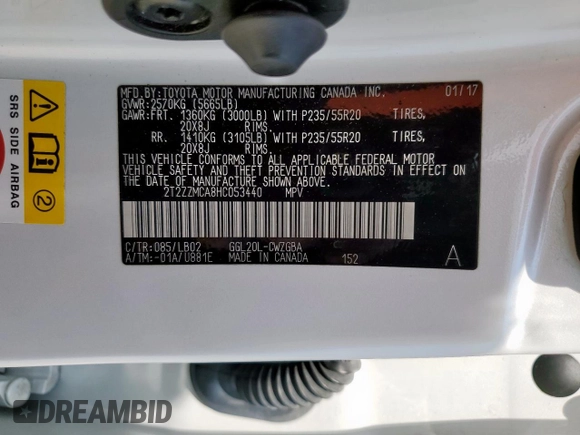 MFD.BY:TOYOTA MOTOR MANUFACTURING CANADA INC. 01/17
GVWR:2570KG (5665LB)
GAWR:FRT. 1360KG (3000LB) WITH P235/55R20 TIRES,
20X8J RIMS.
RR. 1410KG (3105LB) WITH P235/55R20 TIRES,
20X8J RIMS.
THIS VEHICLE CONFORMS TO ALL APPLICABLE FEDERAL MOTOR
VEHICLE SAFETY AND THEFT PREVENTION STANDARDS IN EFFECT ON
THE DATE OF MANUFACTURE SHOWN ABOVE.
2T2ZZMCA8HC053440 MPV
C/TR:085/LB02 GGL20L-CWZGBA
A/TM:-01A/U881E MADE IN CANADA 152
A
SRS SIDE AIRBAG
2
DREAMBID